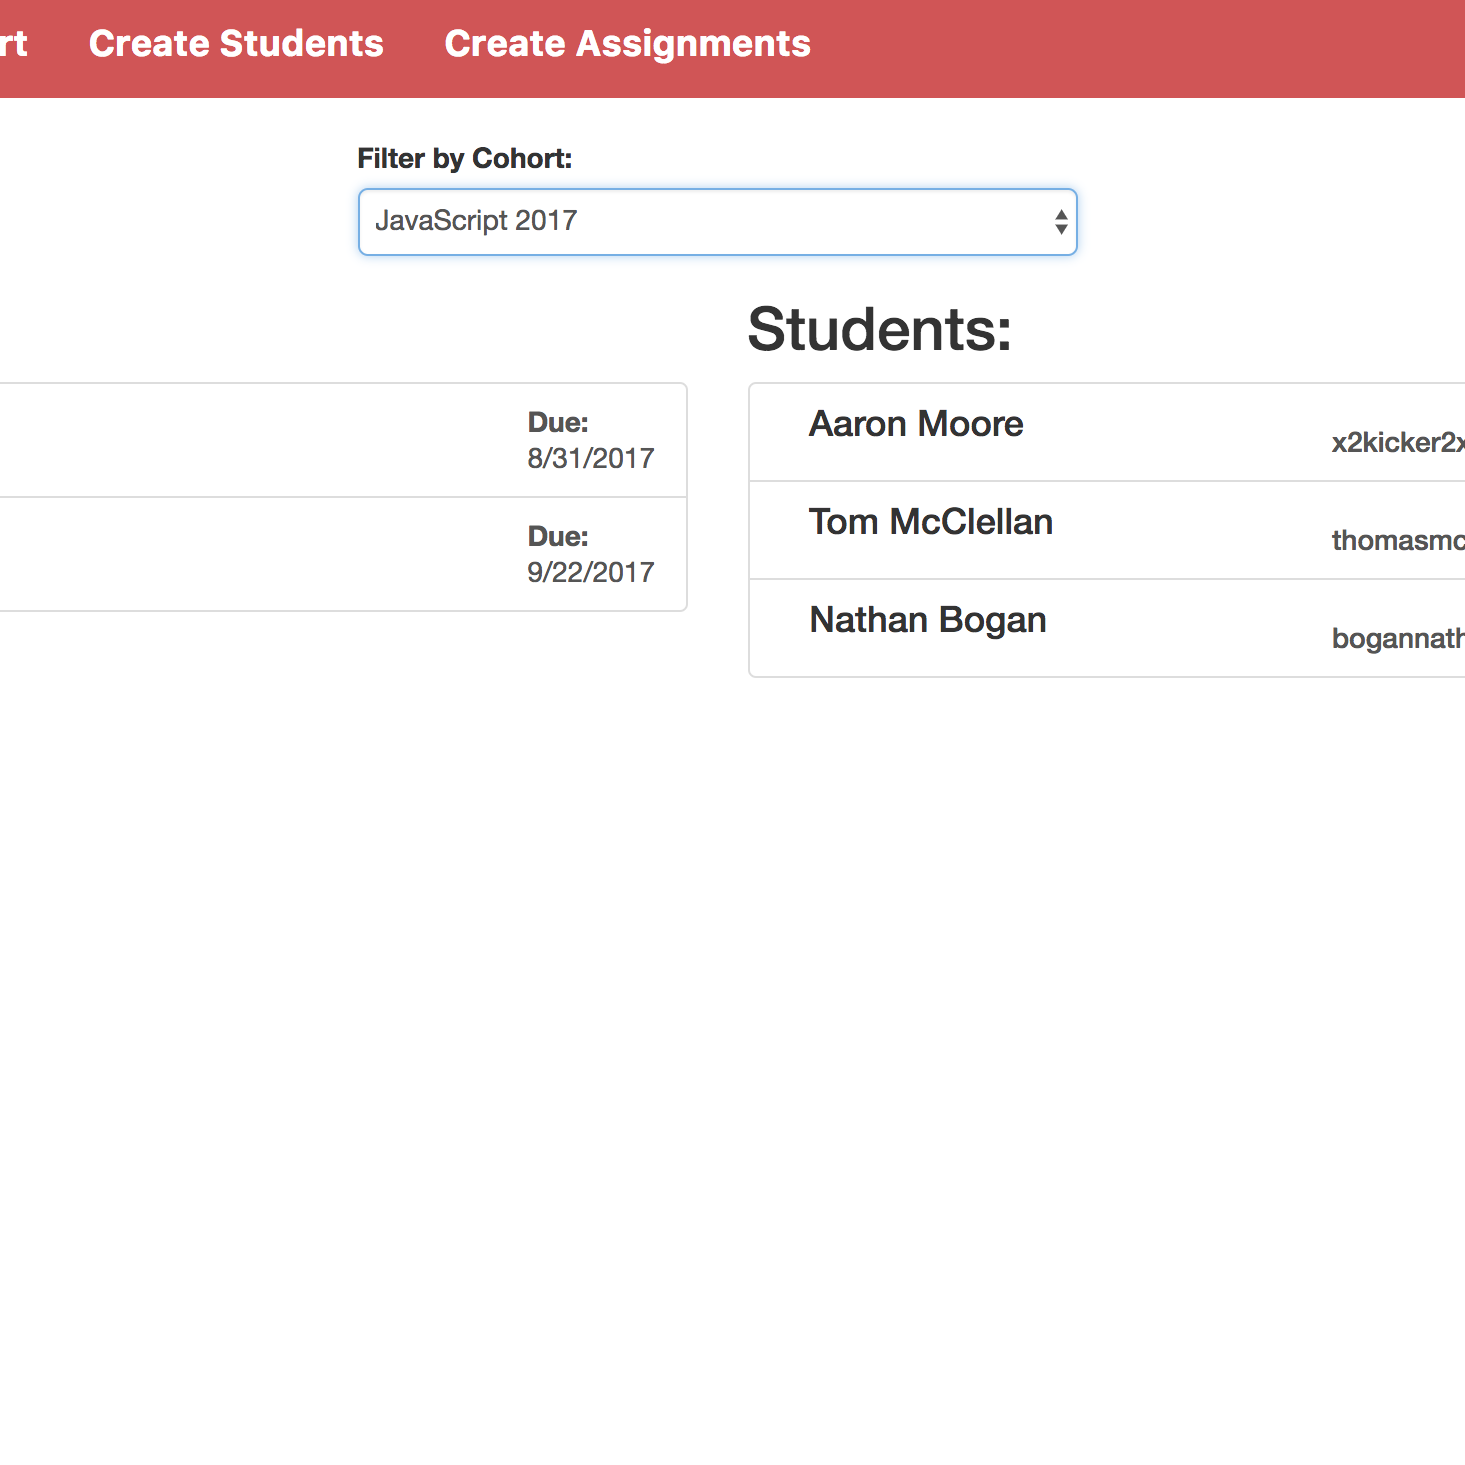 rt Create Students Create Assignments
Filter by Cohort:
JavaScript 2017
Due:
8/31/2017
Due:
9/22/2017
Students:
Aaron Moore
x2kicker2x
Tom McClellan
thomasmc
Nathan Bogan
bogannath